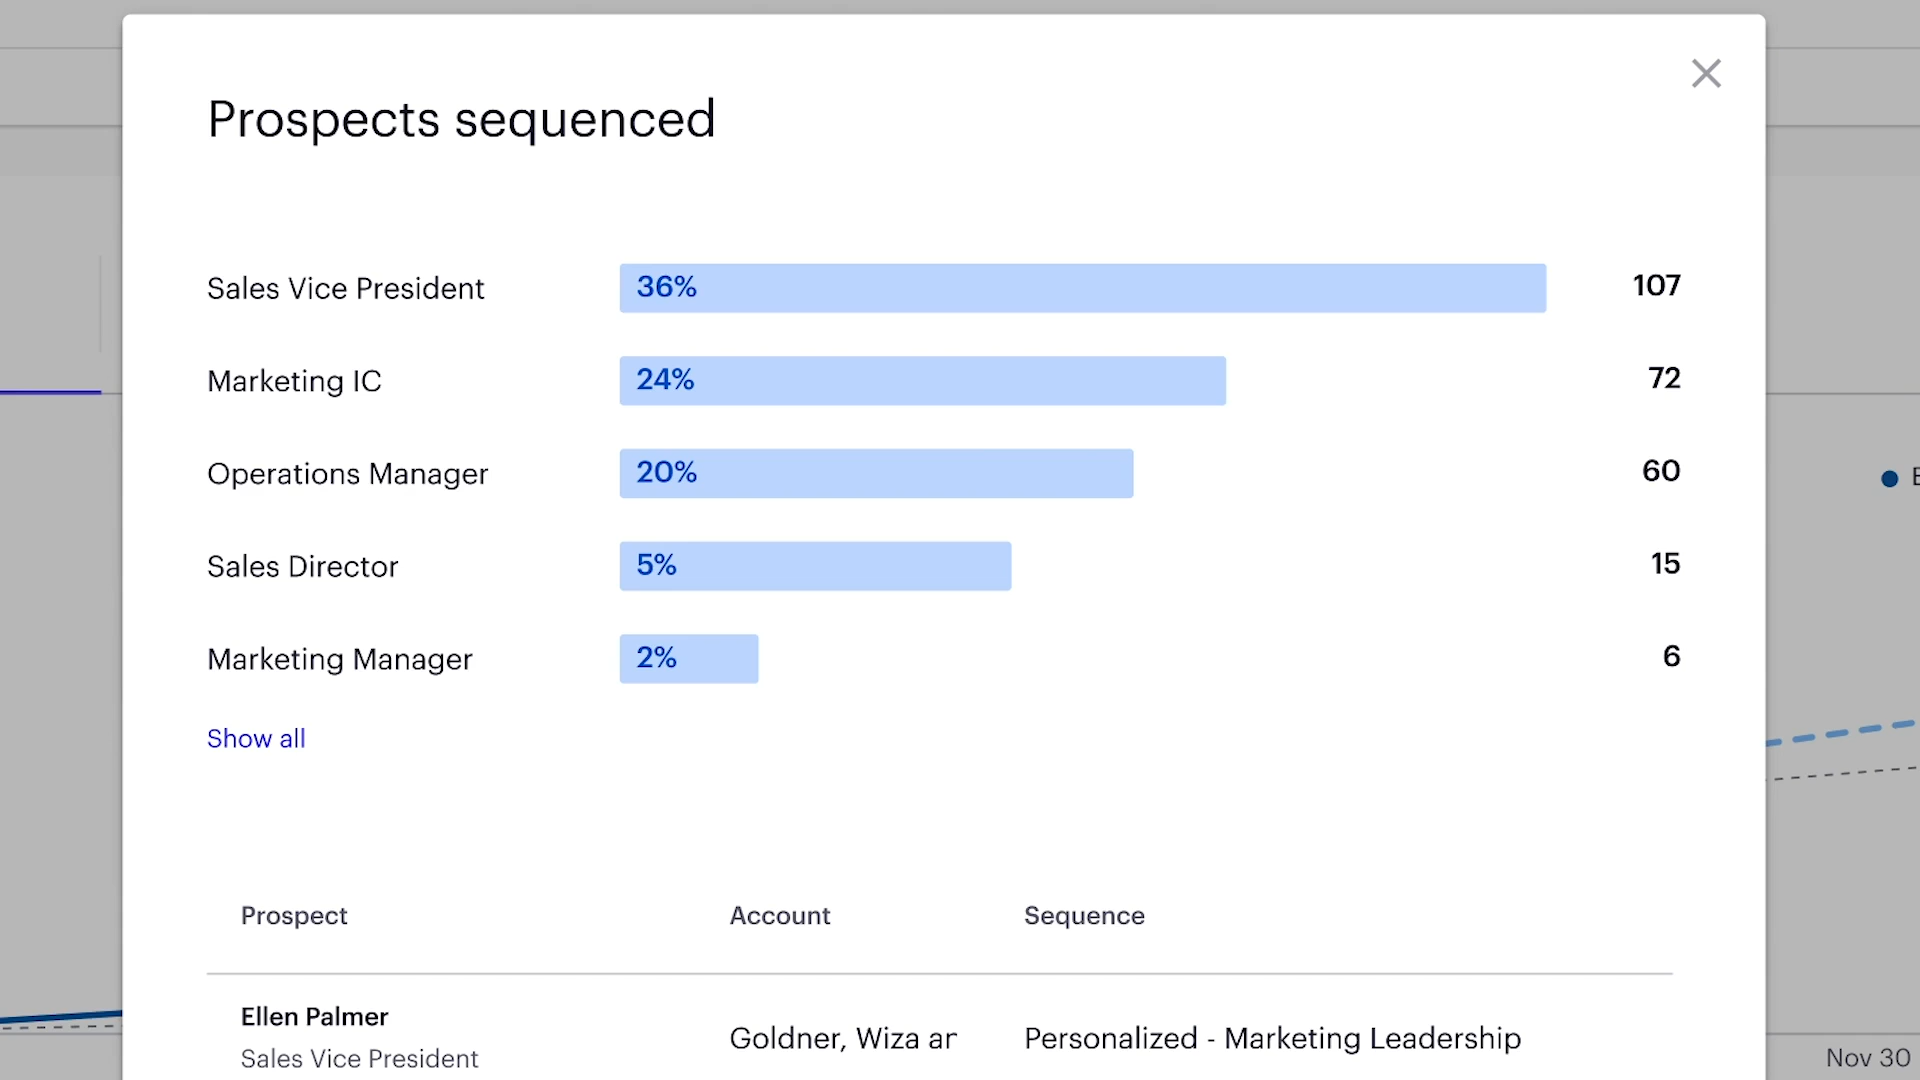 Prospects sequenced
Sales Vice President 36% 107
Marketing IC 24% 72
Operations Manager 20% 60
Sales Director 5% 15
Marketing Manager 2% 6
Show all
Prospect Account Sequence
Ellen Palmer
Sales Vice President
Goldner, Wiza ar
Personalized - Marketing Leadership
Nov 30